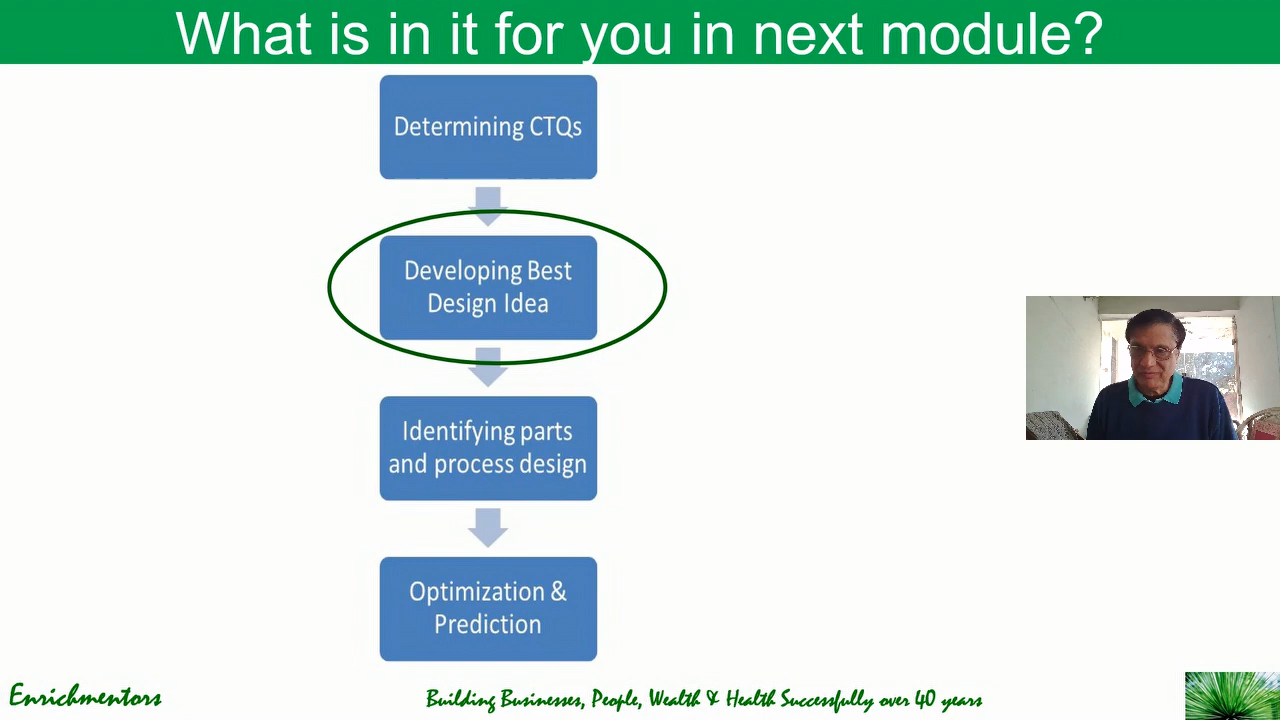 What is in it for you in next module?
Determining CTQs
Developing Best
Design Idea
Identifying parts
and process design
Optimization &
Prediction
Enrichmentors
Building Businesses, People, Wealth & Health Successfully over 40 years